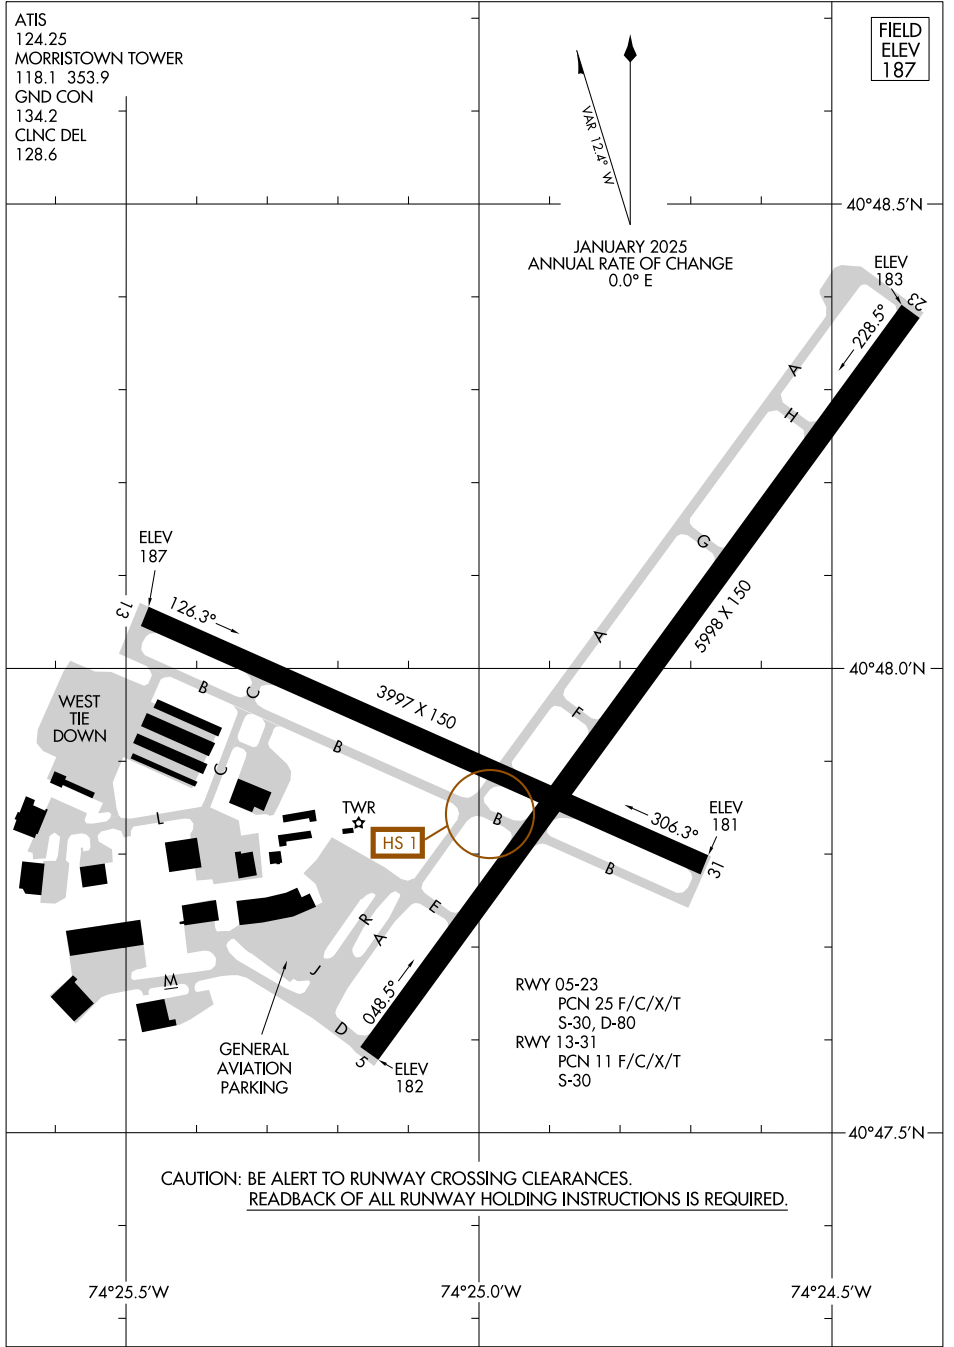 ATIS
124.25
MORRISTOWN TOWER
118.1 353.9
GND CON
134.2
CLNC DEL
128.6
FIELD
ELEV
187
VAR 12.4° W
40°48.5'N
JANUARY 2025
ANNUAL RATE OF CHANGE
0.0° E
ELEV
183
23
228.5°
A
H
G
ELEV
187
13
126.3°
5998 X 150
A
40°48.0'N
B
C
3997 X 150
F
WEST
TIE
DOWN
B
C
L
TWR
HS 1
B
306.3°
ELEV
181
31
B
E
R
A
J
M
048.5°
D
5
ELEV
182
GENERAL
AVIATION
PARKING
RWY 05-23
PCN 25 F/C/X/T
S-30, D-80
RWY 13-31
PCN 11 F/C/X/T
S-30
40°47.5'N
CAUTION: BE ALERT TO RUNWAY CROSSING CLEARANCES.
READBACK OF ALL RUNWAY HOLDING INSTRUCTIONS IS REQUIRED.
74°25.5'W
74°25.0'W
74°24.5'W